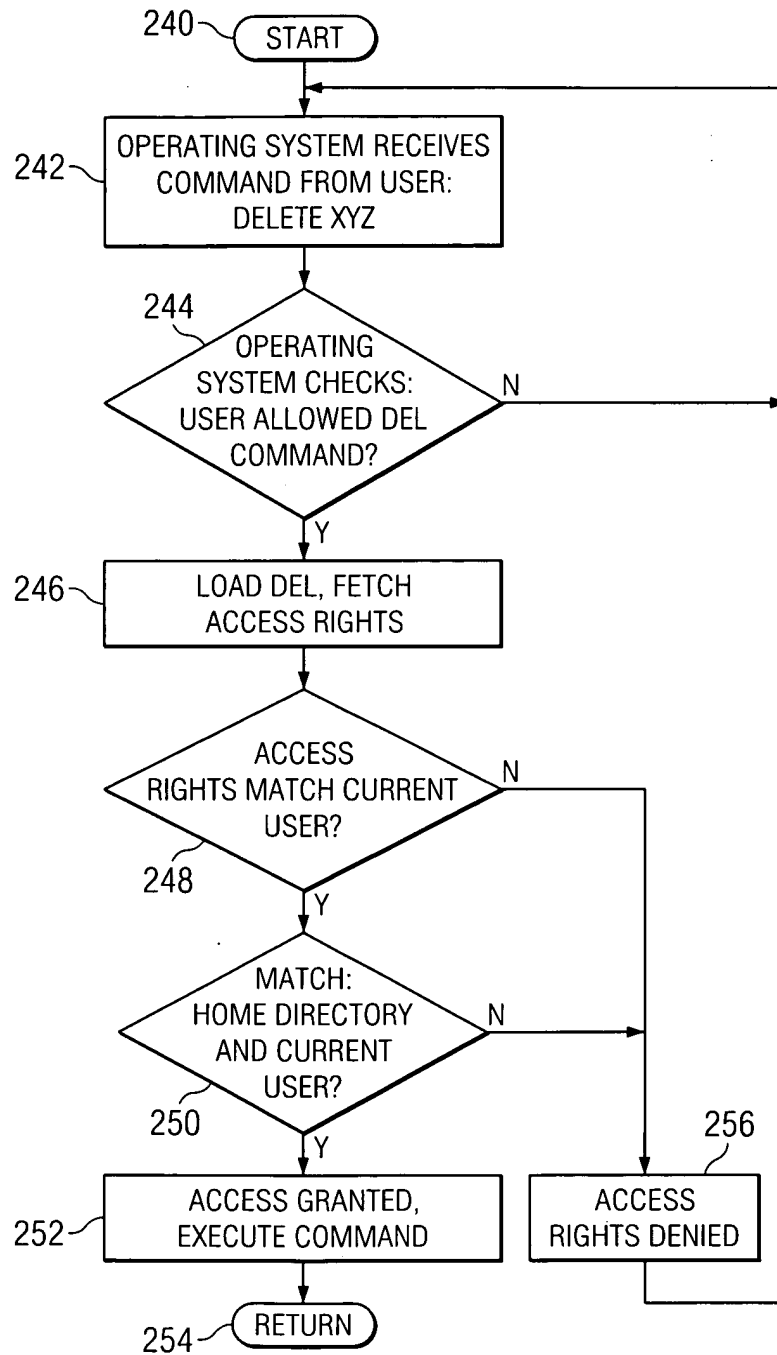 240
START
242
OPERATING SYSTEM RECEIVES
COMMAND FROM USER:
DELETE XYZ
244
OPERATING
SYSTEM CHECKS:
USER ALLOWED DEL
COMMAND?
N
Y
246
LOAD DEL, FETCH
ACCESS RIGHTS
ACCESS
RIGHTS MATCH CURRENT
USER?
N
248
Y
MATCH:
HOME DIRECTORY
AND CURRENT
USER?
N
250
Y
256
252
ACCESS GRANTED,
EXECUTE COMMAND
ACCESS
RIGHTS DENIED
254
RETURN